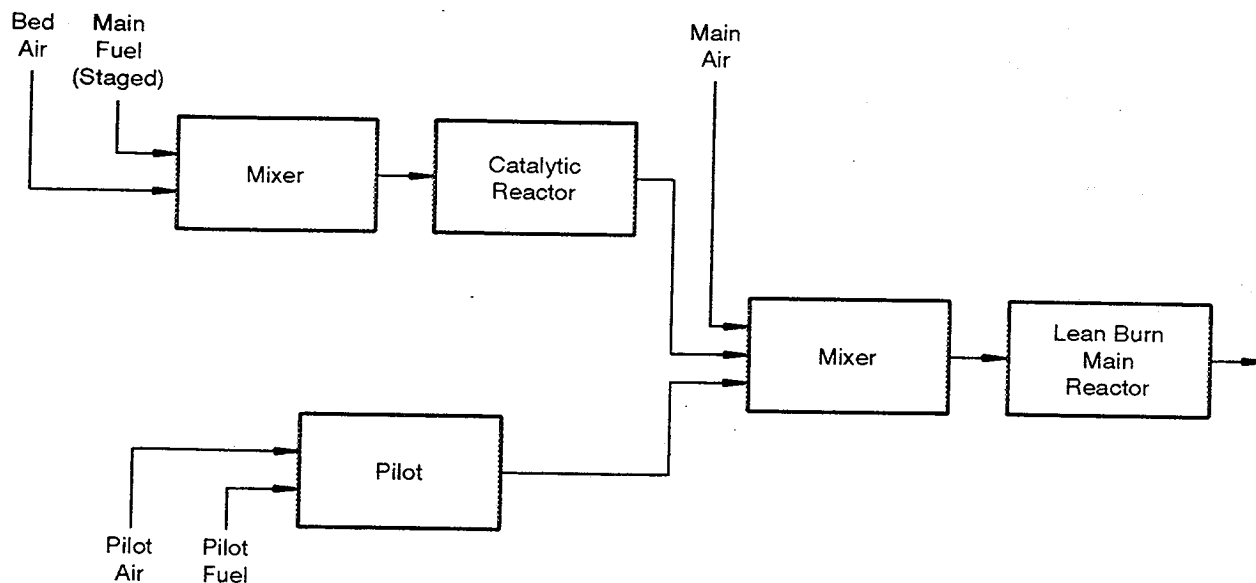 Bed
Air
Main
Fuel
(Staged)
Main
Air
Mixer
Catalytic
Reactor
Mixer
Lean Burn
Main
Reactor
Pilot
Pilot
Air
Pilot
Fuel